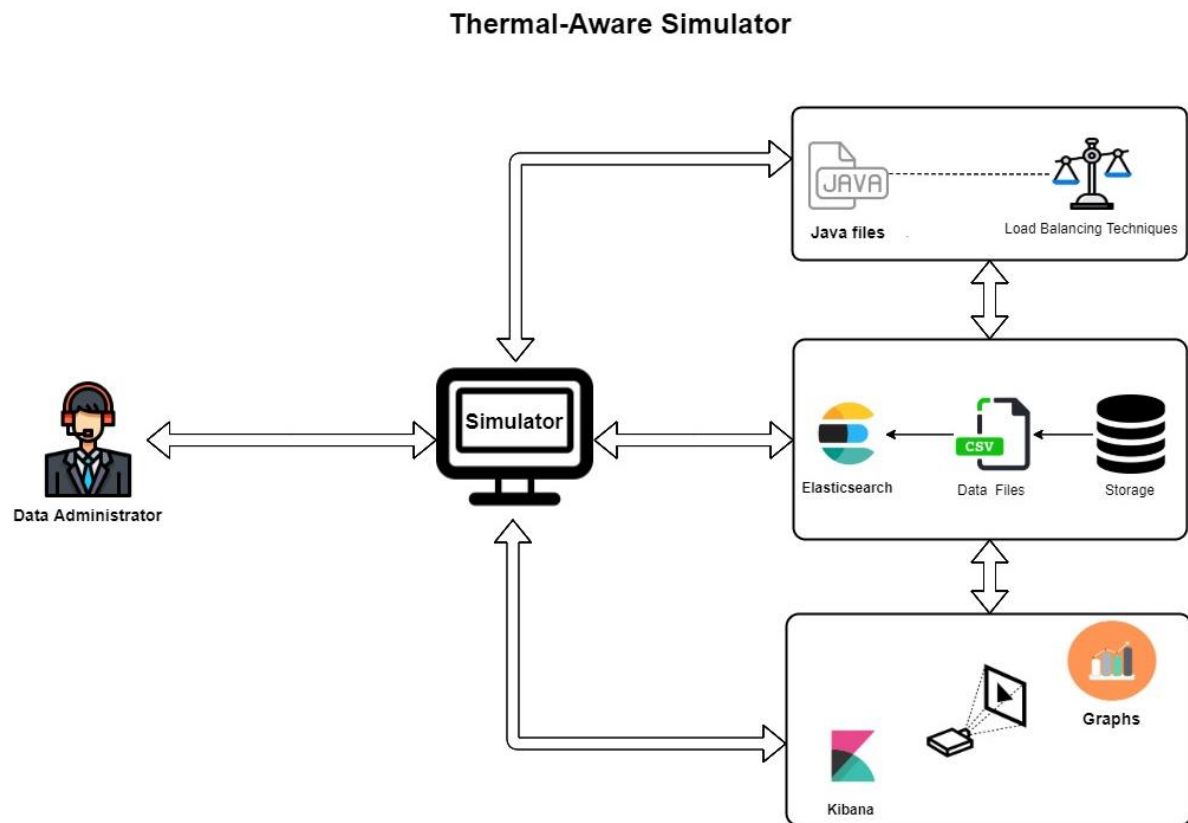 Thermal-Aware Simulator
JAVA
Java files
Load Balancing Techniques
Simulator
Data Administrator
Elasticsearch
CSV
Data Files
Storage
Graphs
Kibana